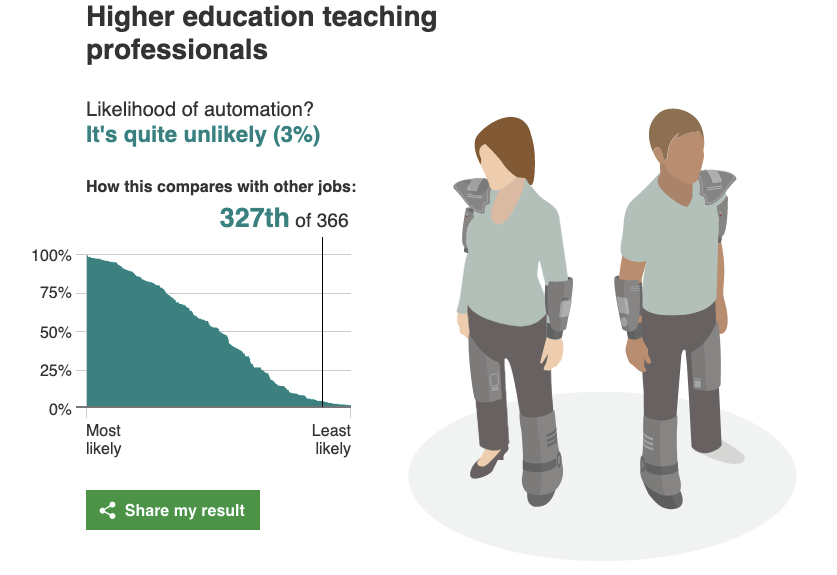 Higher education teaching
professionals
Likelihood of automation?
It's quite unlikely (3%)
How this compares with other jobs:
327th of 366
100%
75%
50%
25%
0%
Most
likely
Least
likely
Share my result